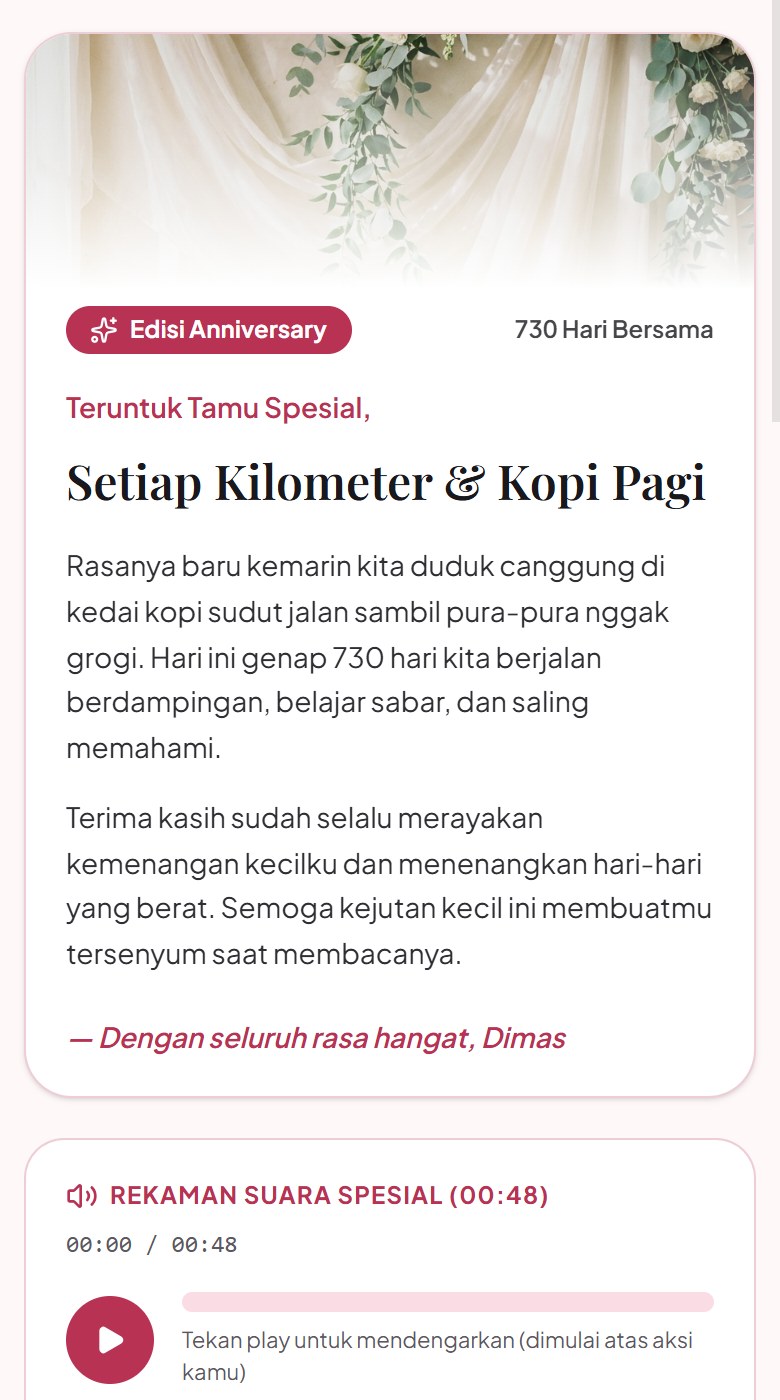 Edisi Anniversary
730 Hari Bersama
Teruntuk Tamu Spesial,
Setiap Kilometer & Kopi Pagi
Rasanya baru kemarin kita duduk canggung di
kedai kopi sudut jalan sambil pura-pura nggak
grogi. Hari ini genap 730 hari kita berjalan
berdampingan, belajar sabar, dan saling
memahami.
Terima kasih sudah selalu merayakan
kemenangan kecilku dan menenangkan hari-hari
yang berat. Semoga kejutan kecil ini membuatmu
tersenyum saat membacanya.
— Dengan seluruh rasa hangat, Dimas
REKAMAN SUARA SPESIAL (00:48)
00:00 / 00:48
Tekan play untuk mendengarkan (dimulai atas aksi
kamu)